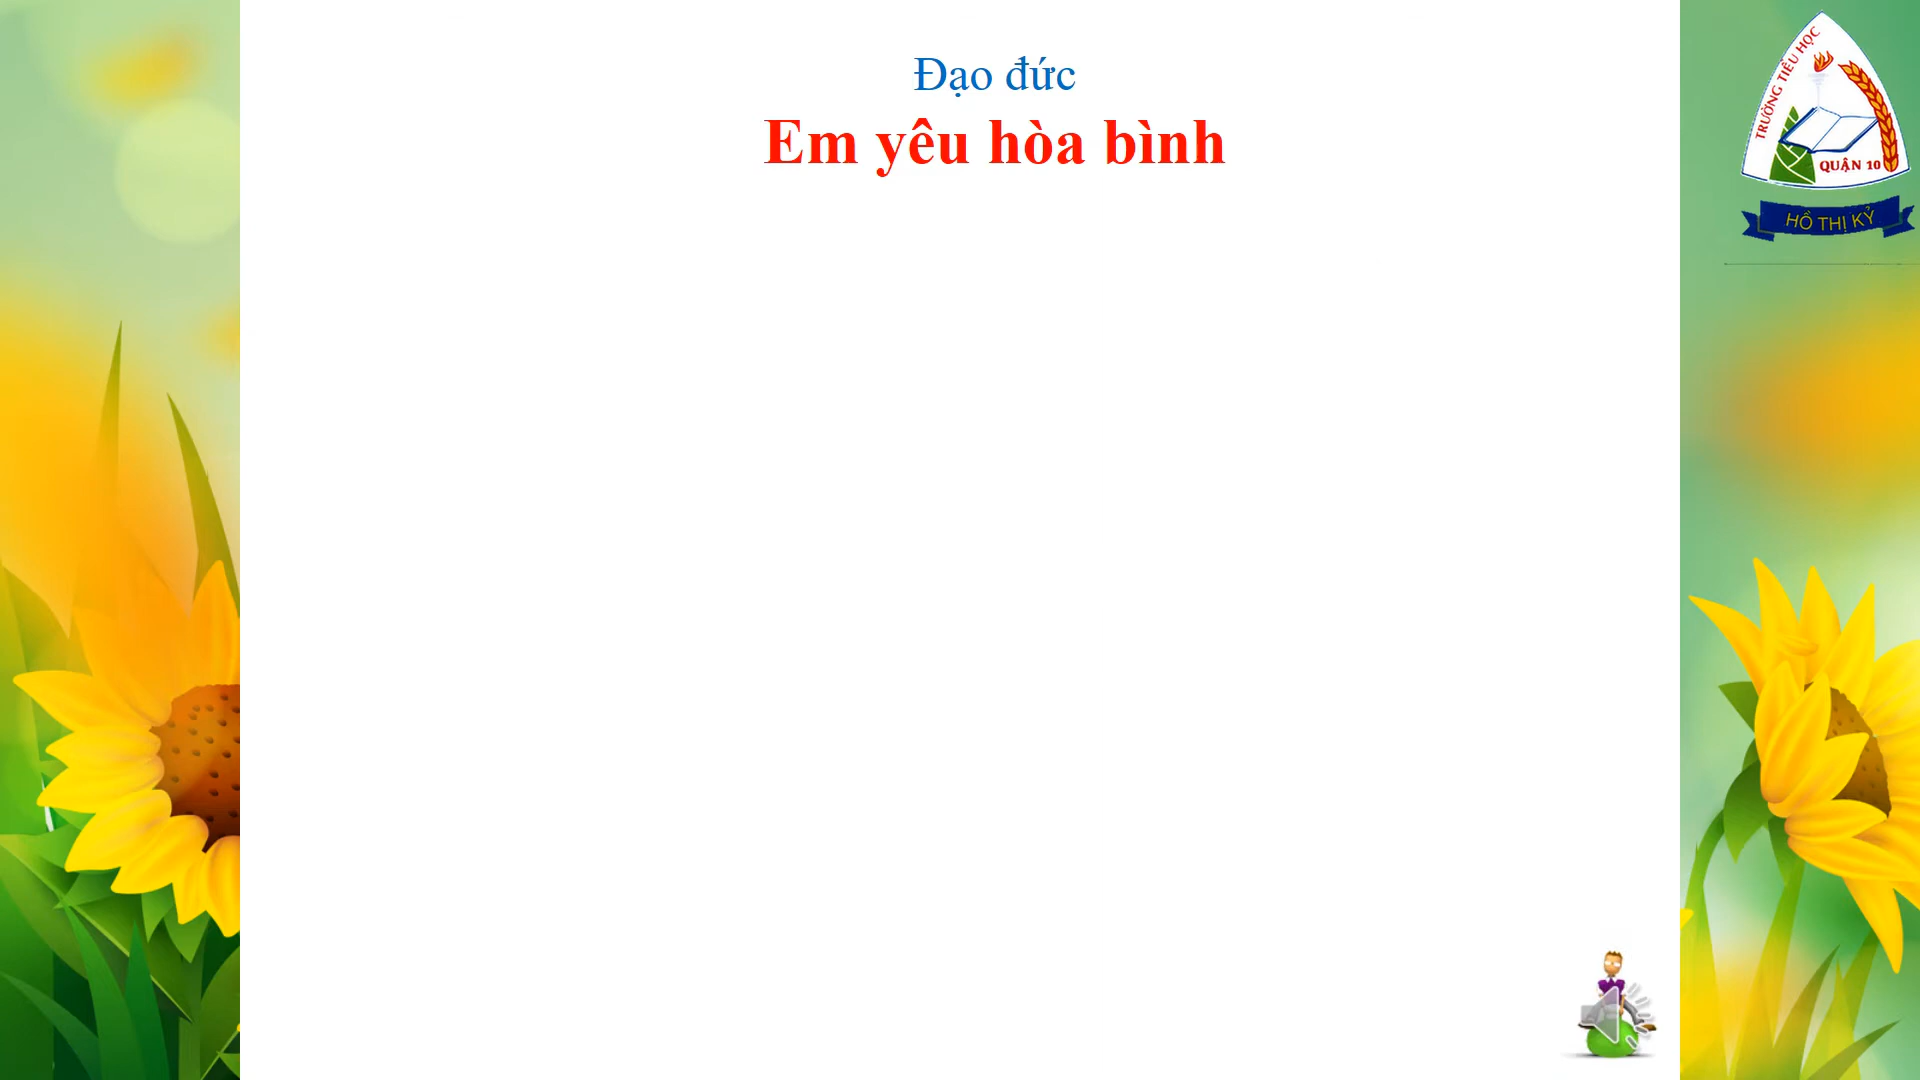 Đạo đức
Em yêu hòa bình
TRƯỜNG TIỂU HỌC
QUẬN 10
HỒ THỊ KỶ